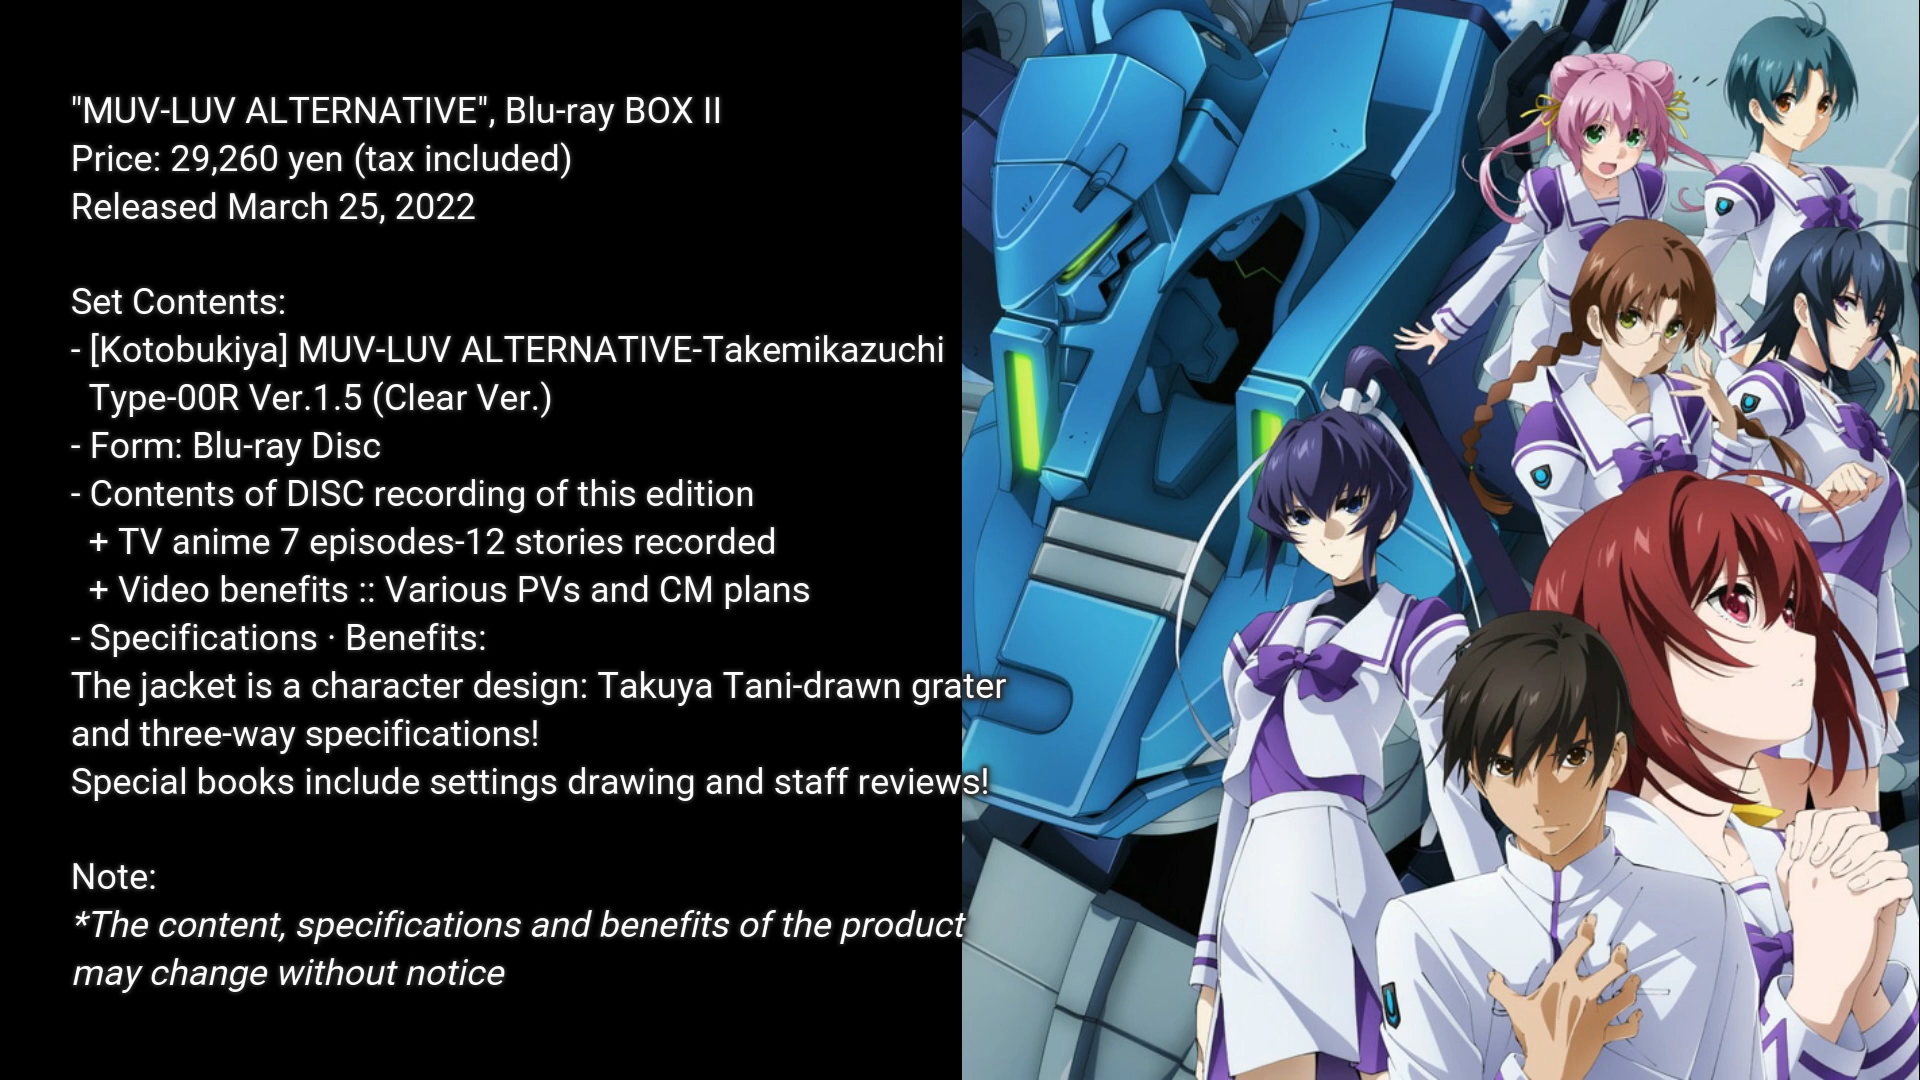 "MUV-LUV ALTERNATIVE", Blu-ray BOX II
Price: 29,260 yen (tax included)
Released March 25, 2022
Set Contents:
- [Kotobukiya] MUV-LUV ALTERNATIVE-Takemikazuchi
Type-00R Ver.1.5 (Clear Ver.)
- Form: Blu-ray Disc
- Contents of DISC recording of this edition
+ TV anime 7 episodes-12 stories recorded
+ Video benefits :: Various PVs and CM plans
- Specifications · Benefits:
The jacket is a character design: Takuya Tani-drawn grater
and three-way specifications!
Special books include settings drawing and staff reviews!
Note:
*The content, specifications and benefits of the product
may change without notice